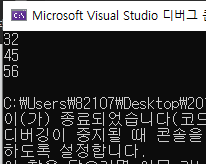 Microsoft Visual Studio 디버그 콘
32
45
56
C:\Users\82107\Desktop\20
이(가) 종료되었습니다(코드
디버깅이 중지될 때 콘솔을
하도록 설정합니다.